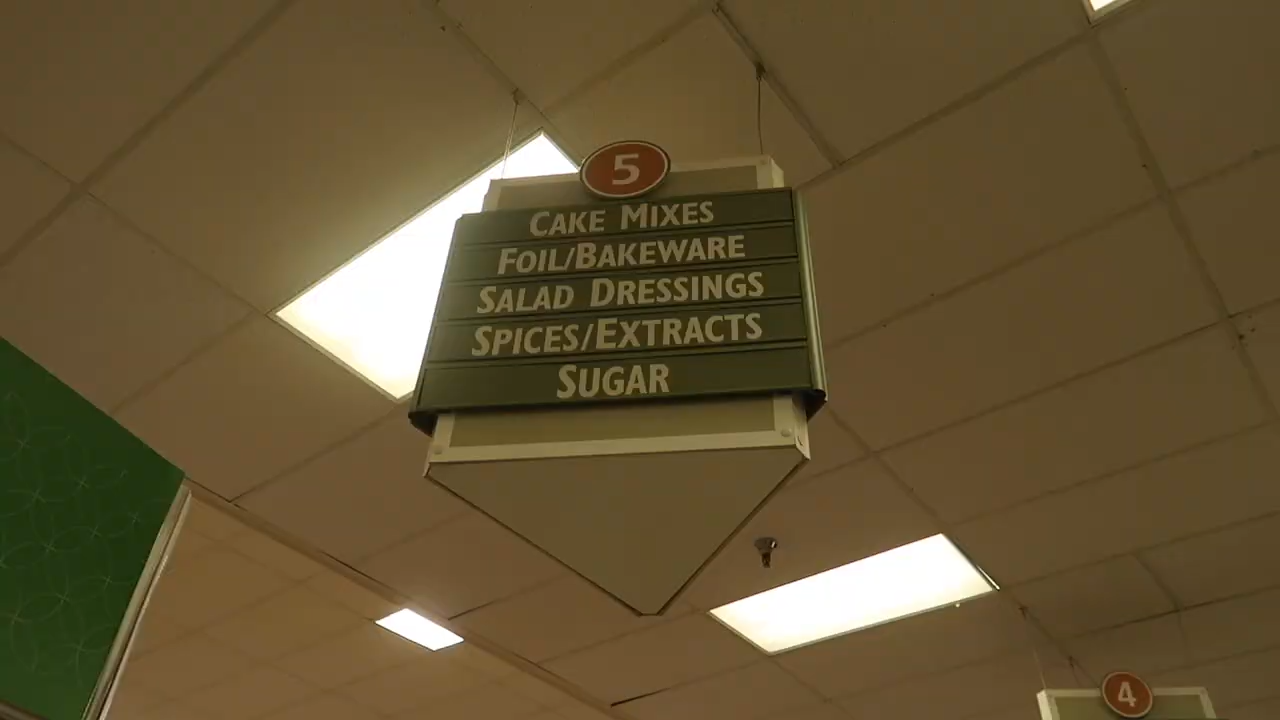 5
CAKE MIXES
FOIL/BAKEWARE
SALAD DRESSINGS
SPICES/EXTRACTS
SUGAR
4